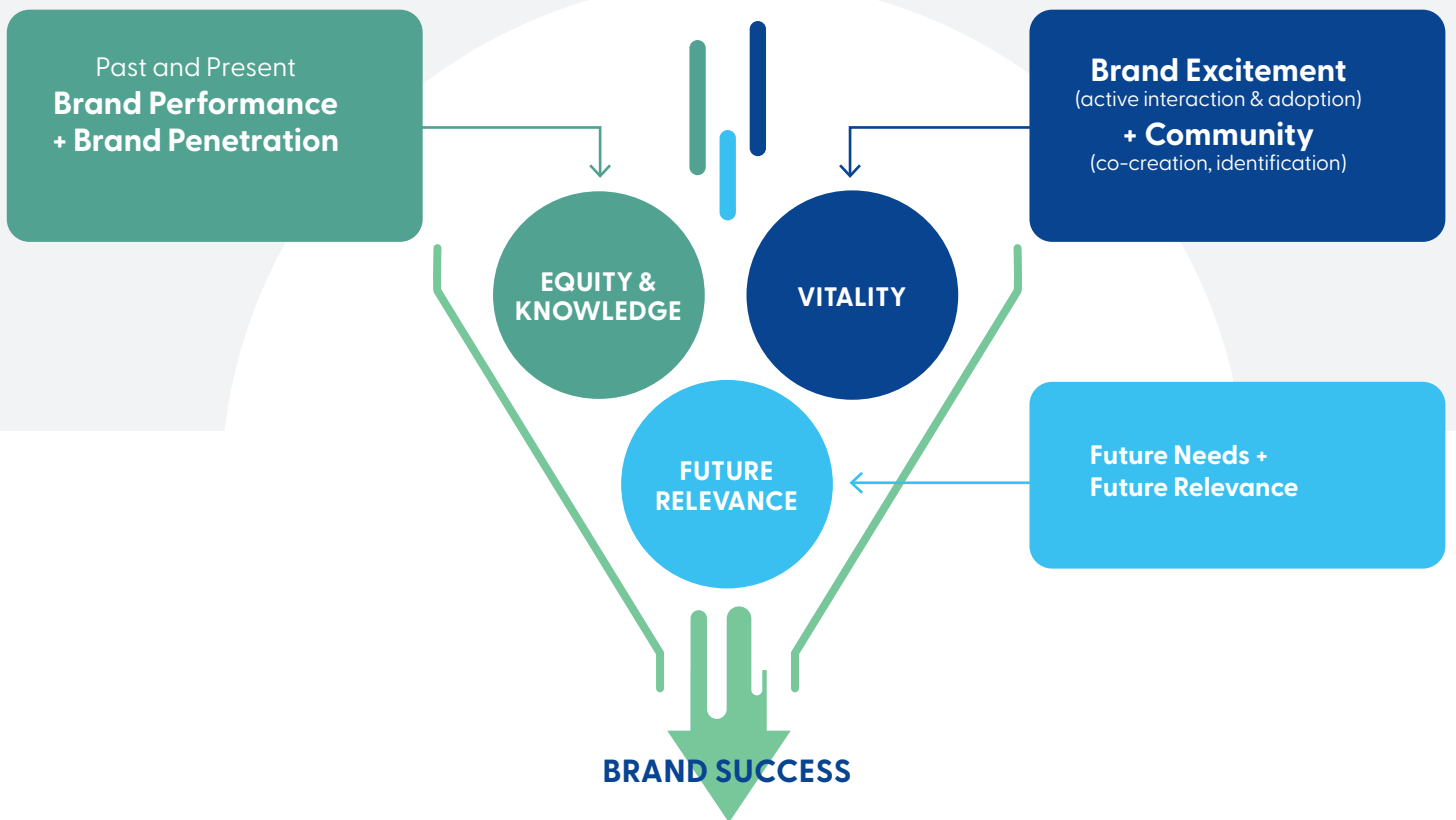 Past and Present
Brand Performance
+ Brand Penetration
Brand Excitement
(active interaction & adoption)
+ Community
(co-creation, identification)
EQUITY &
KNOWLEDGE
VITALITY
FUTURE
RELEVANCE
Future Needs +
Future Relevance
BRAND SUCCESS